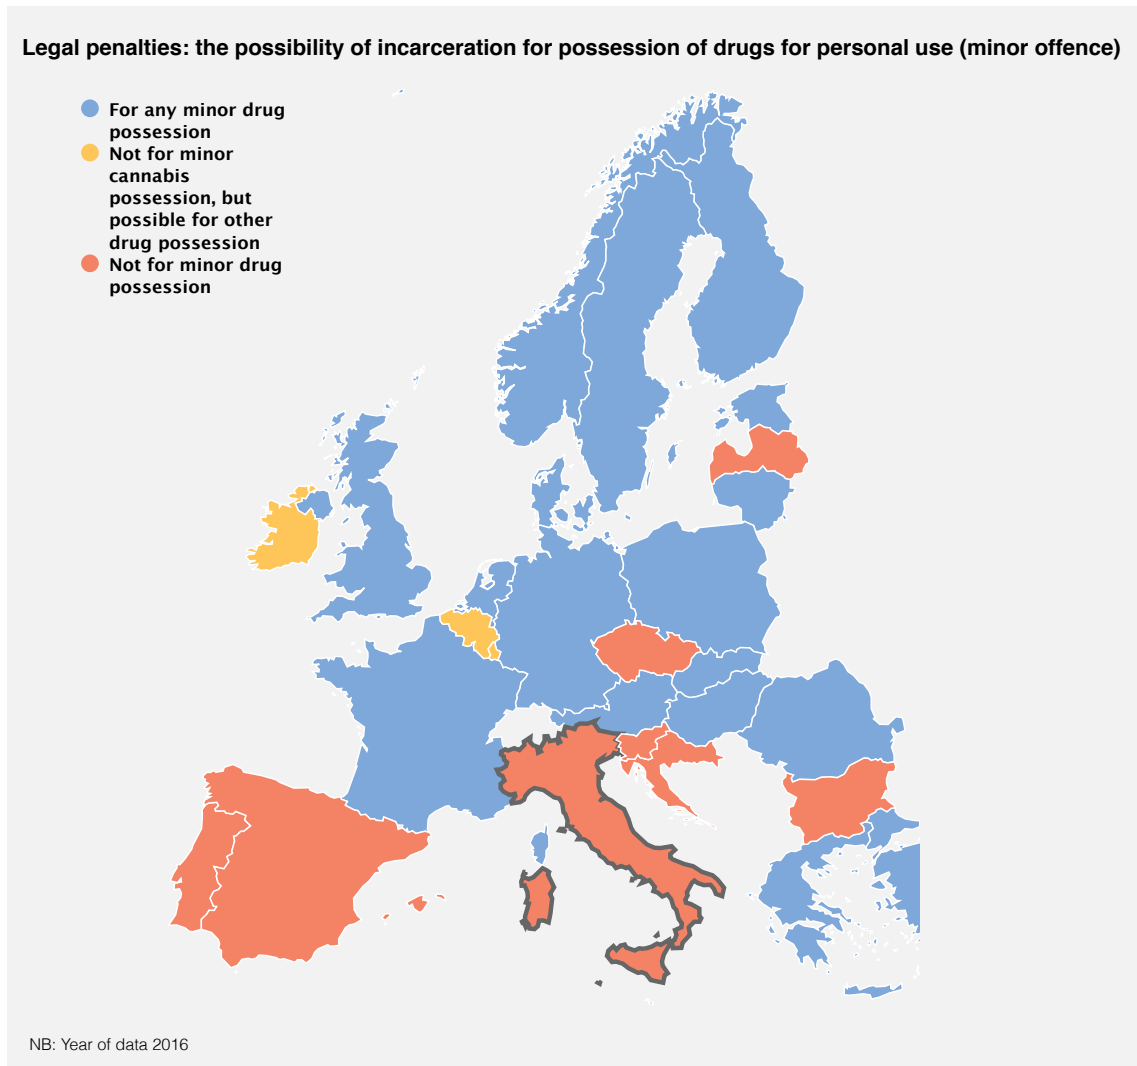 Legal penalties: the possibility of incarceration for possession of drugs for personal use (minor offence)
For any minor drug
possession
Not for minor
cannabis
possession, but
possible for other
drug possession
Not for minor drug
possession
NB: Year of data 2016